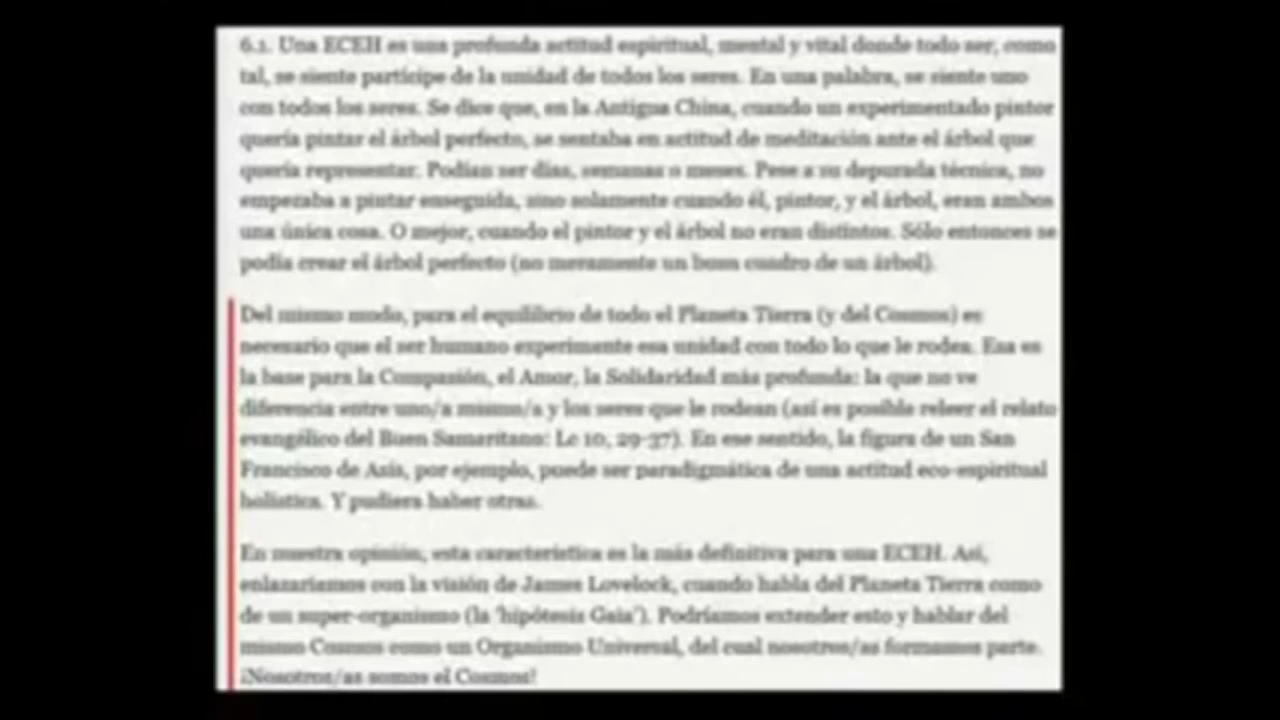 6.1. Una ECEH es una profunda actitud espiritual, mental y vital donde todo ser, como
tal, se siente partícipe de la unidad de todos los seres. En una palabra, se siente uno
con todos los seres. Se dice que, en la Antigua China, cuando un experimentado pintor
quería pintar el árbol perfecto, se sentaba en actitud de meditación ante el árbol que
quería representar. Podían ser días, semanas o meses. Pese a su depurada técnica, no
empezaba a pintar enseguida, sino solamente cuando él, pintor, y el árbol, eran ambos
una única cosa. O mejor, cuando el pintor y el árbol no eran distintos. Sólo entonces se
podía crear el árbol perfecto (no meramente un buen cuadro de un árbol).
Del mismo modo, para el equilibrio de todo el Planeta Tierra (y del Cosmos) es
necesario que el ser humano experimente esa unidad con todo lo que le rodea. Esa es
la base para la Compasión, el Amor, la Solidaridad más profunda: la que no ve
diferencia entre uno/a mismo/a y los seres que le rodean (así es posible releer el relato
evangélico del Buen Samaritano: Lc 10, 29-37). En ese sentido, la figura de un San
Francisco de Asís, por ejemplo, puede ser paradigmática de una actitud eco-espiritual
holística. Y pudiera haber otras.
En nuestra opinión, esta característica es la más definitiva para una ECEH. Así,
enlazaríamos con la visión de James Lovelock, cuando habla del Planeta Tierra como
de un super-organismo (la 'hipótesis Gaia'). Podríamos extender esto y hablar del
mismo Cosmos como un Organismo Universal, del cual nosotros/as formamos parte.
¡Nosotros/as somos el Cosmos!